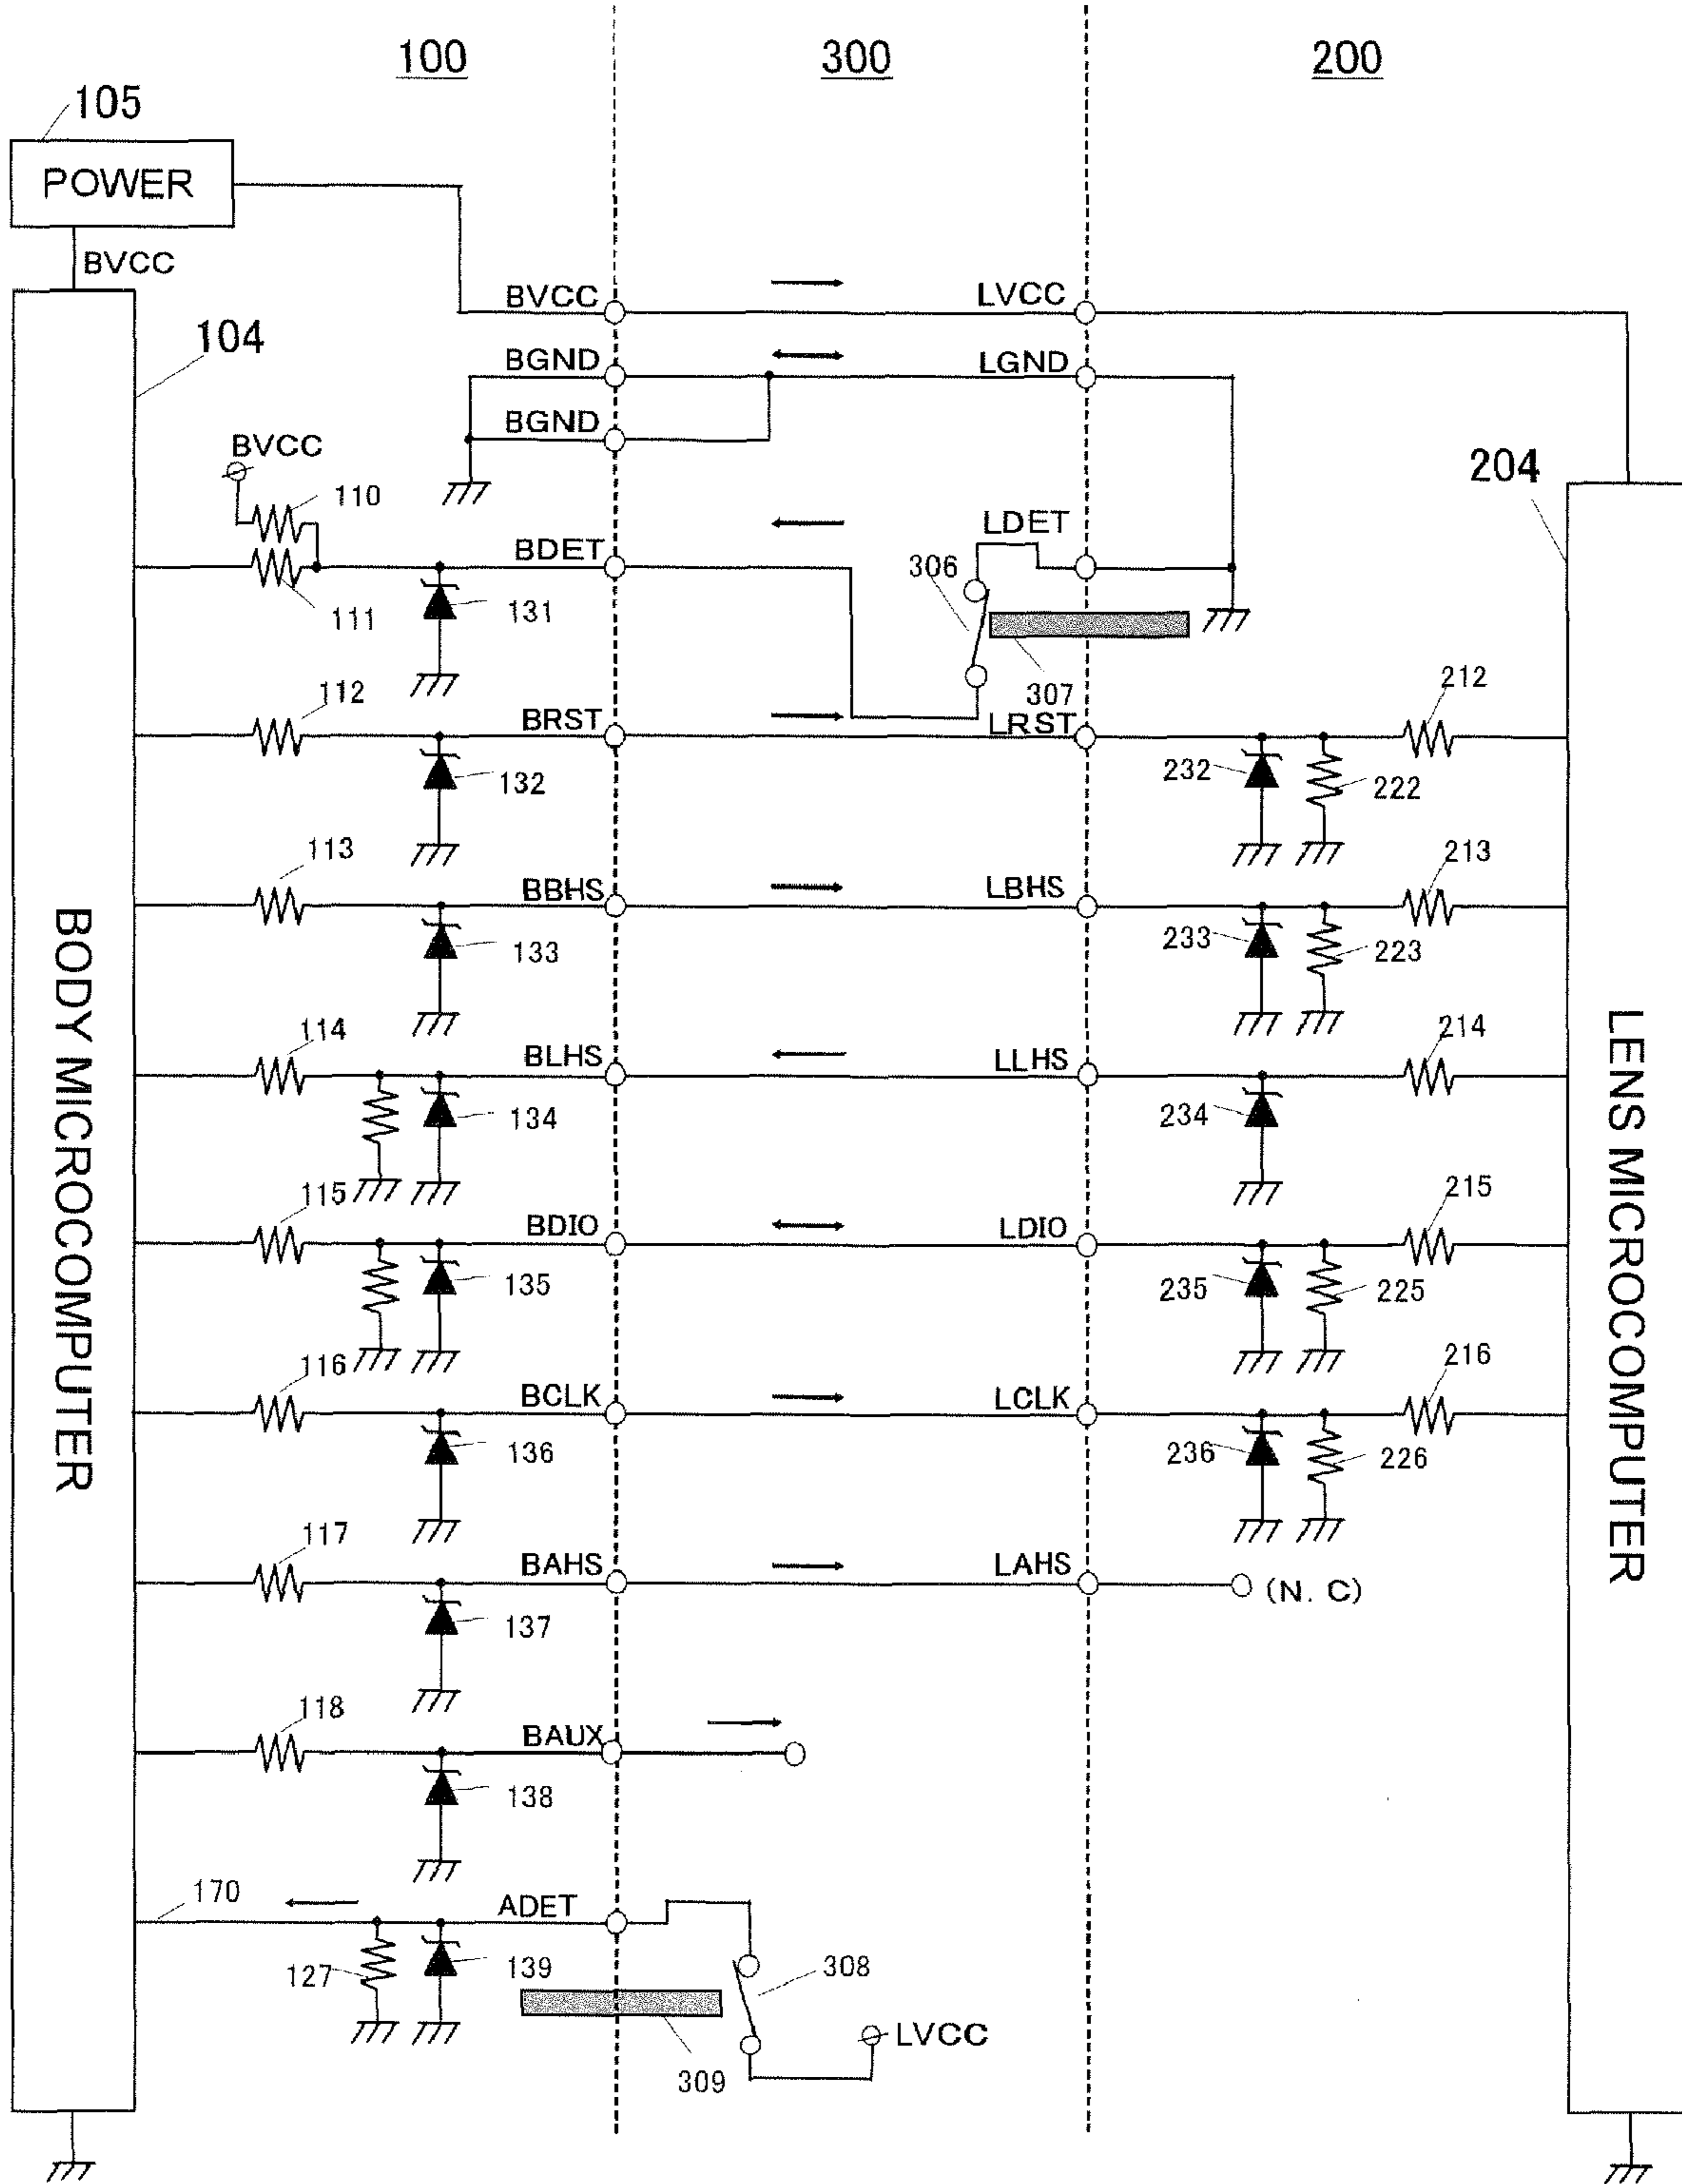 100 300 200
105
POWER
BVCC
BVCC LVCC
104
BGND LGND
BGND
BVCC
204
110
LDET
BDET
306
111 131
307
112 212
BRST LRST
132 232 222
113 213
BBHS LBHS
133 233 223
BODY MICROCOMPUTER
LENS MICROCOMPUTER
114 214
BLHS LLHS
134 234
115 215
BDIO LDIO
135 235 225
116 216
BCLK LCLK
136 236 226
117
BAHS LAHS
(N. C)
137
118
BAUX
138
170
ADET
127 139 308
LVCC
309